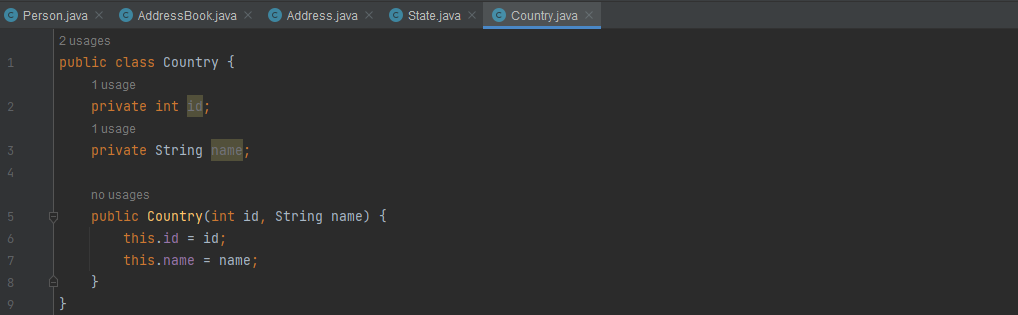 Person.java AddressBook.java Address.java State.java Country.java
2 usages
1 public class Country {
1 usage
2 private int id;
1 usage
3 private String name;
4
no usages
5 public Country(int id, String name) {
6 this.id = id;
7 this.name = name;
8 }
9 }